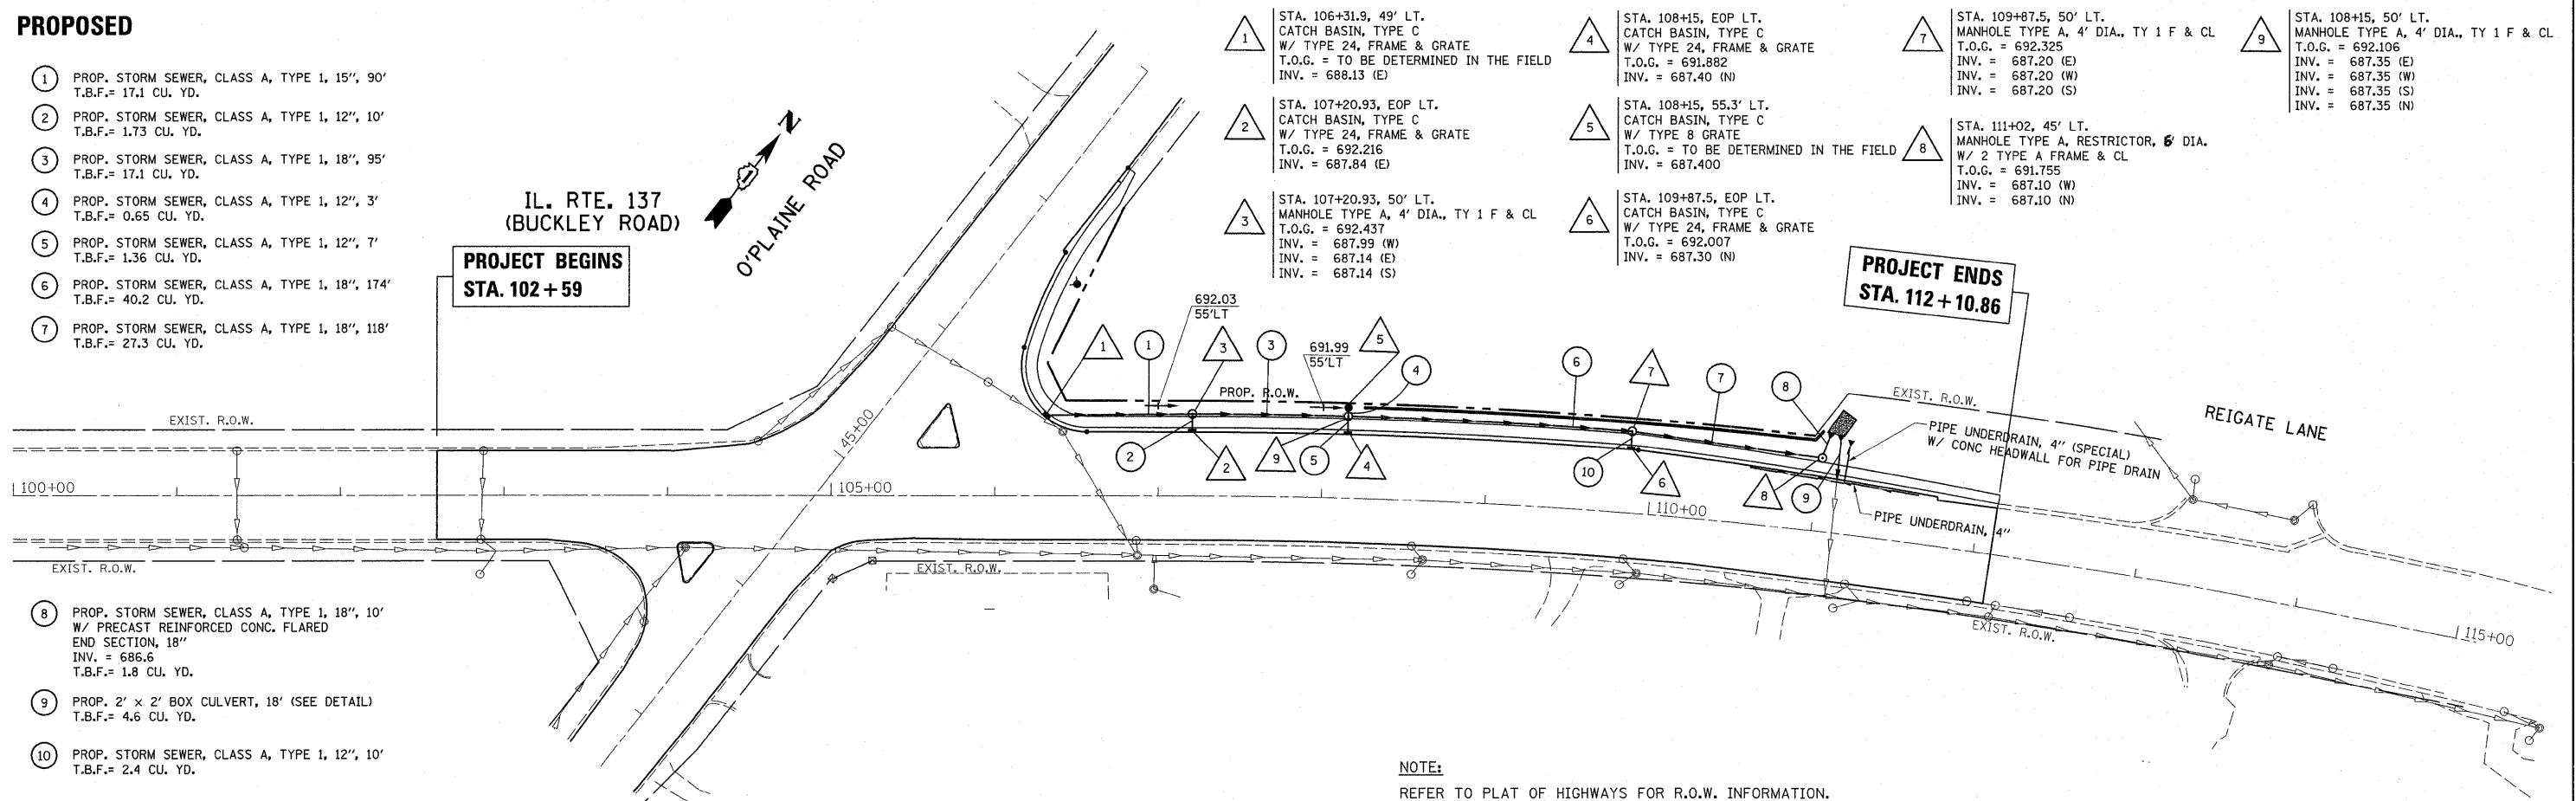 PROPOSED
1 PROP. STORM SEWER, CLASS A, TYPE 1, 15", 90'
T.B.F.= 17.1 CU. YD.
2 PROP. STORM SEWER, CLASS A, TYPE 1, 12", 10'
T.B.F.= 1.73 CU. YD.
3 PROP. STORM SEWER, CLASS A, TYPE 1, 18", 95'
T.B.F.= 17.1 CU. YD.
4 PROP. STORM SEWER, CLASS A, TYPE 1, 12", 3'
T.B.F.= 0.65 CU. YD.
5 PROP. STORM SEWER, CLASS A, TYPE 1, 12", 7'
T.B.F.= 1.36 CU. YD.
6 PROP. STORM SEWER, CLASS A, TYPE 1, 18", 174'
T.B.F.= 40.2 CU. YD.
7 PROP. STORM SEWER, CLASS A, TYPE 1, 18", 118'
T.B.F.= 27.3 CU. YD.
IL. RTE. 137
(BUCKLEY ROAD)
PROJECT BEGINS
STA. 102+59
N
O'PLAINE ROAD
1
STA. 106+31.9, 49' LT.
CATCH BASIN, TYPE C
W/ TYPE 24, FRAME & GRATE
T.O.G. = TO BE DETERMINED IN THE FIELD
INV. = 688.13 (E)
2
STA. 107+20.93, EOP LT.
CATCH BASIN, TYPE C
W/ TYPE 24, FRAME & GRATE
T.O.G. = 692.216
INV. = 687.84 (E)
3
STA. 107+20.93, 50' LT.
MANHOLE TYPE A, 4' DIA., TY 1 F & CL
T.O.G. = 692.437
INV. = 687.99 (W)
INV. = 687.14 (E)
INV. = 687.14 (S)
4
STA. 108+15, EOP LT.
CATCH BASIN, TYPE C
W/ TYPE 24, FRAME & GRATE
T.O.G. = 691.882
INV. = 687.40 (N)
5
STA. 108+15, 55.3' LT.
CATCH BASIN, TYPE C
W/ TYPE 8 GRATE
T.O.G. = TO BE DETERMINED IN THE FIELD
INV. = 687.400
6
STA. 109+87.5, EOP LT.
CATCH BASIN, TYPE C
W/ TYPE 24, FRAME & GRATE
T.O.G. = 692.007
INV. = 687.30 (N)
7
STA. 109+87.5, 50' LT.
MANHOLE TYPE A, 4' DIA., TY 1 F & CL
T.O.G. = 692.325
INV. = 687.20 (E)
INV. = 687.20 (W)
INV. = 687.20 (S)
8
STA. 111+02, 45' LT.
MANHOLE TYPE A, RESTRICTOR, 6' DIA.
W/ 2 TYPE A FRAME & CL
T.O.G. = 691.755
INV. = 687.10 (W)
INV. = 687.10 (N)
9
STA. 108+15, 50' LT.
MANHOLE TYPE A, 4' DIA., TY 1 F & CL
T.O.G. = 692.106
INV. = 687.35 (E)
INV. = 687.35 (W)
INV. = 687.35 (S)
INV. = 687.35 (N)
PROJECT ENDS
STA. 112+10.86
692.03
55'LT
691.99
55'LT
1 1 3 3 5 4 6 7 7 8
PROP. R.O.W.
EXIST. R.O.W.
EXIST. R.O.W.
REIGATE LANE
PIPE UNDERDRAIN, 4" (SPECIAL)
W/ CONC HEADWALL FOR PIPE DRAIN
45+00
2 2 9 5 4 10 6 8 9
100+00
105+00
110+00
115+00
PIPE UNDERDRAIN, 4"
EXIST. R.O.W.
EXIST. R.O.W.
EXIST. R.O.W.
8 PROP. STORM SEWER, CLASS A, TYPE 1, 18", 10'
W/ PRECAST REINFORCED CONC. FLARED
END SECTION, 18"
INV. = 686.6
T.B.F.= 1.8 CU. YD.
9 PROP. 2' x 2' BOX CULVERT, 18' (SEE DETAIL)
T.B.F.= 4.6 CU. YD.
10 PROP. STORM SEWER, CLASS A, TYPE 1, 12", 10'
T.B.F.= 2.4 CU. YD.
NOTE:
REFER TO PLAT OF HIGHWAYS FOR R.O.W. INFORMATION.